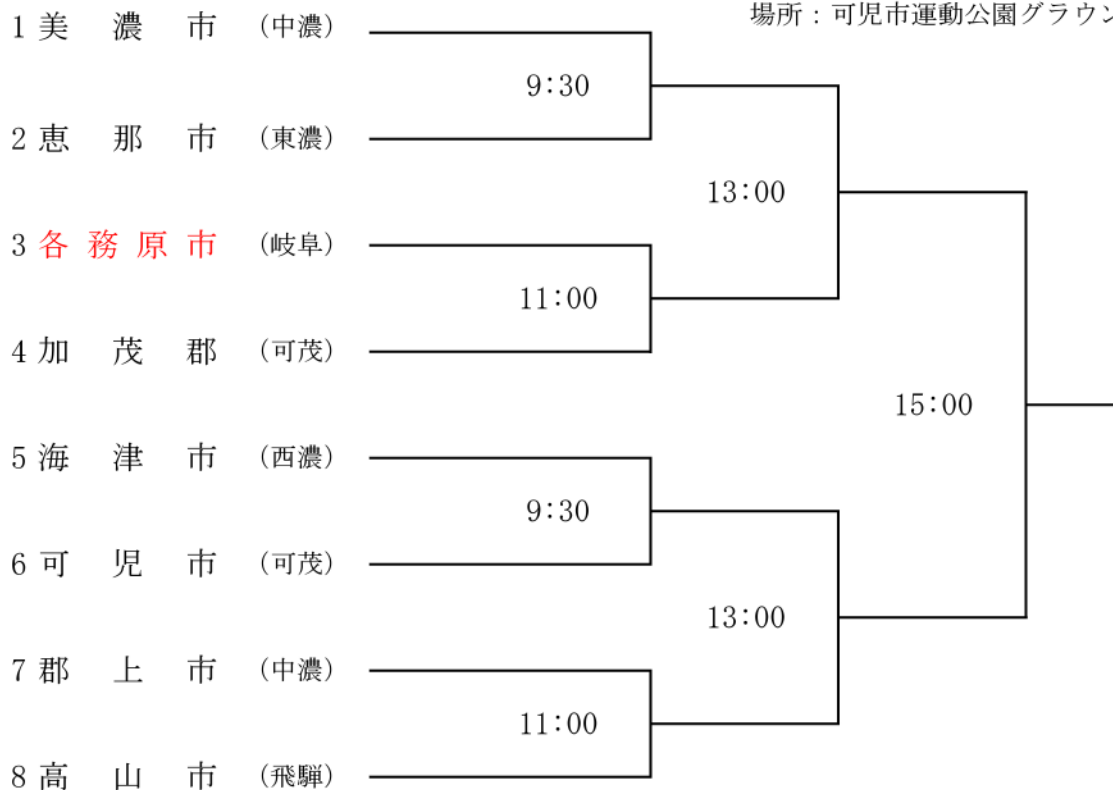 場所：可児市運動公園グラウン
1 美濃市 (中濃)
9:30
2 恵那市 (東濃)
13:00
3 各務原市 (岐阜)
11:00
4 加茂郡 (可茂)
15:00
5 海津市 (西濃)
9:30
6 可児市 (可茂)
13:00
7 郡上市 (中濃)
11:00
8 高山市 (飛騨)